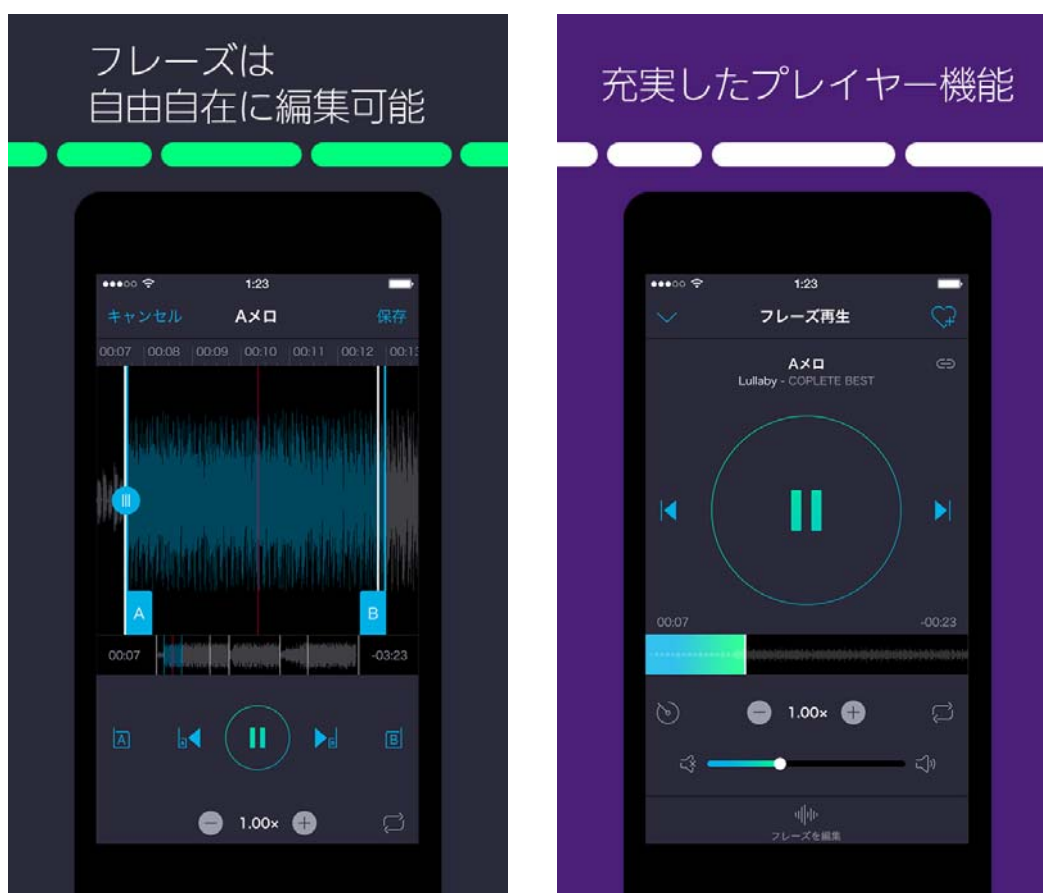 フレーズは
自由自在に編集可能
1:23
キャンセル Aメロ 保存
00:07 00:08 00:09 00:10 00:11 00:12 00:13
A B
00:07 -03:23
A B
1.00×
充実したプレイヤー機能
1:23
フレーズ再生
Aメロ
Lullaby - COPLETE BEST
00:07 -00:23
1.00×
フレーズを編集